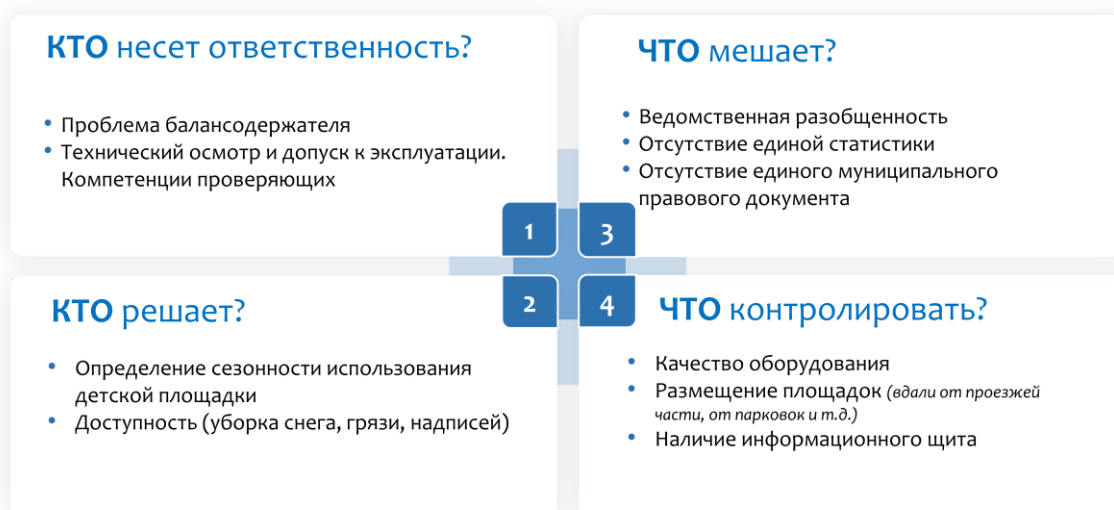 КТО несет ответственность?
• Проблема балансодержателя
• Технический осмотр и допуск к эксплуатации.
Компетенции проверяющих
1
КТО решает?
• Определение сезонности использования
детской площадки
• Доступность (уборка снега, грязи, надписей)
2
ЧТО мешает?
• Ведомственная разобщенность
• Отсутствие единой статистики
• Отсутствие единого муниципального
правового документа
3
ЧТО контролировать?
• Качество оборудования
• Размещение площадок (вдали от проезжей
части, от парковок и т.д.)
• Наличие информационного щита
4